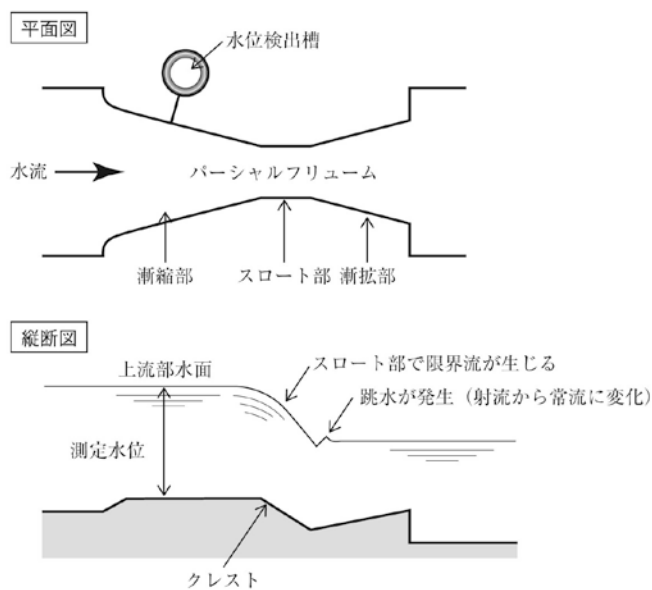 平面図
水位検出槽
水流
パーシャルフリューム
漸縮部
スロート部
漸拡部
縦断図
スロート部で限界流が生じる
上流部水面
跳水が発生（射流から常流に変化）
測定水位
クレスト